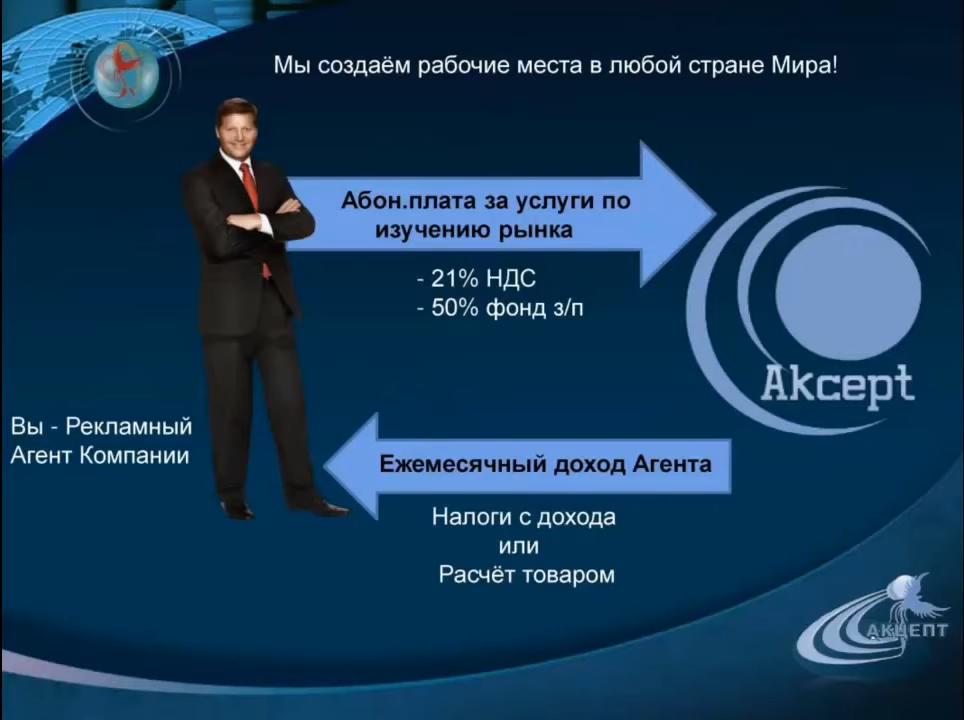 Мы создаём рабочие места в любой стране Мира!
Абон.плата за услуги по
изучению рынка
- 21% НДС
- 50% фонд з/п
Akcept
Вы - Рекламный
Агент Компании
Ежемесячный доход Агента
Налоги с дохода
или
Расчёт товаром
АКЦЕПТ